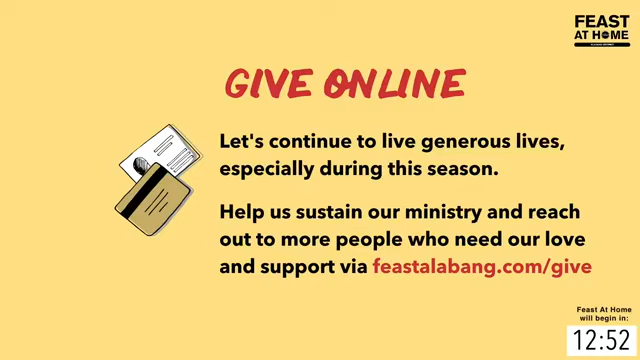 FEAST
AT HOME
GIVE ONLINE
Let's continue to live generous lives,
especially during this season.
Help us sustain our ministry and reach
out to more people who need our love
and support via feastalabang.com/give
Feast At Home
will begin in:
12:52